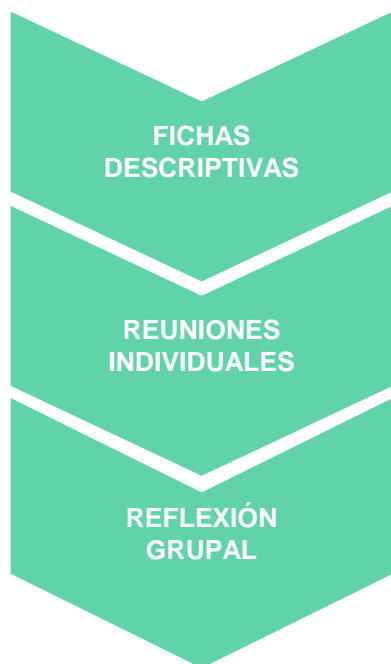 FICHAS
DESCRIPTIVAS
REUNIONES
INDIVIDUALES
REFLEXIÓN
GRUPAL